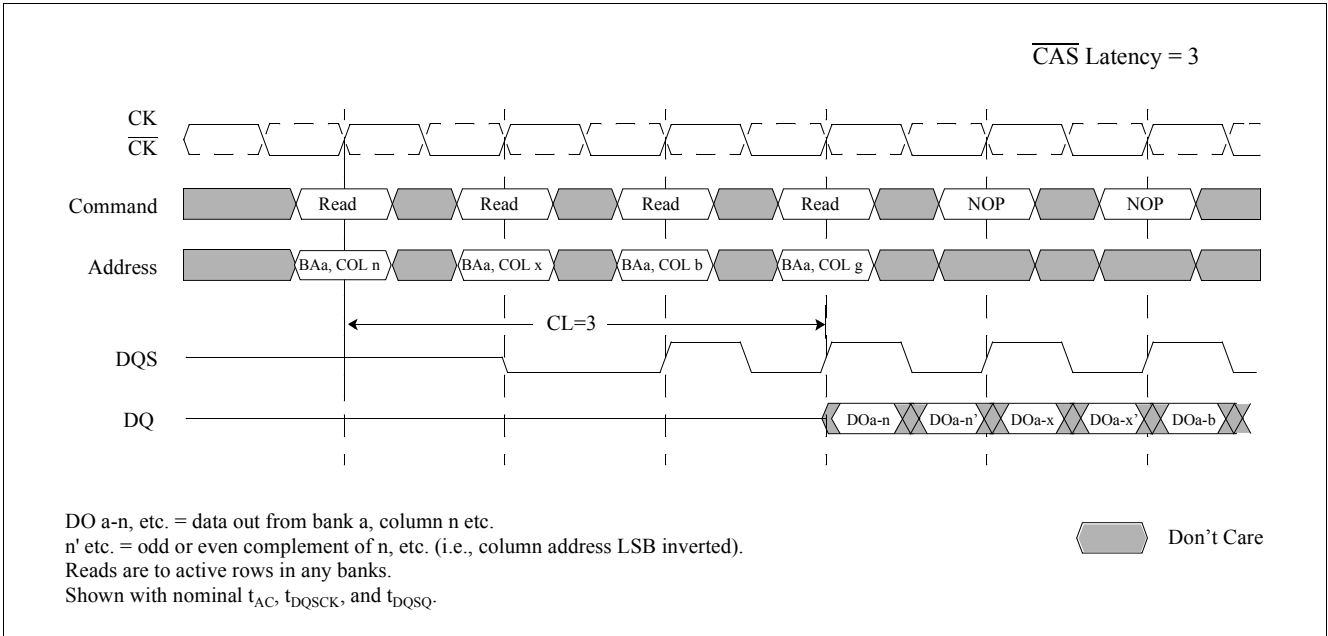 CAS Latency = 3
CK
CK
Command
Read
Read
Read
Read
NOP
NOP
Address
BAa, COL n
BAa, COL x
BAa, COL b
BAa, COL g
CL=3
DQS
DQ
DOa-n
DOa-n’
DOa-x
DOa-x’
DOa-b
DO a-n, etc. = data out from bank a, column n etc.
n' etc. = odd or even complement of n, etc. (i.e., column address LSB inverted).
Reads are to active rows in any banks.
Shown with nominal tAC, tDQSCK, and tDQSQ.
Don’t Care